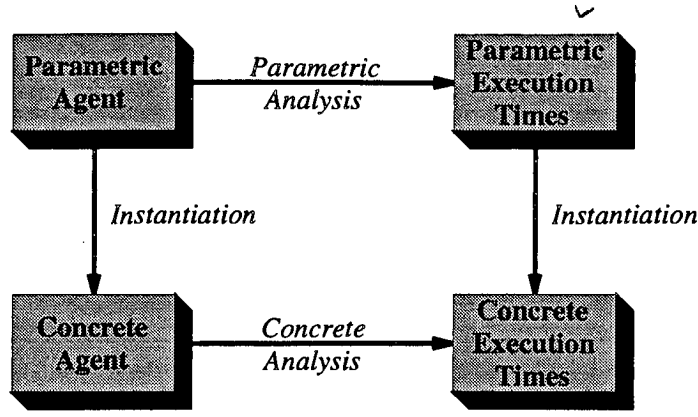 Parametric
Agent
Parametric
Analysis
Parametric
Execution
Times
Instantiation
Instantiation
Concrete
Agent
Concrete
Analysis
Concrete
Execution
Times